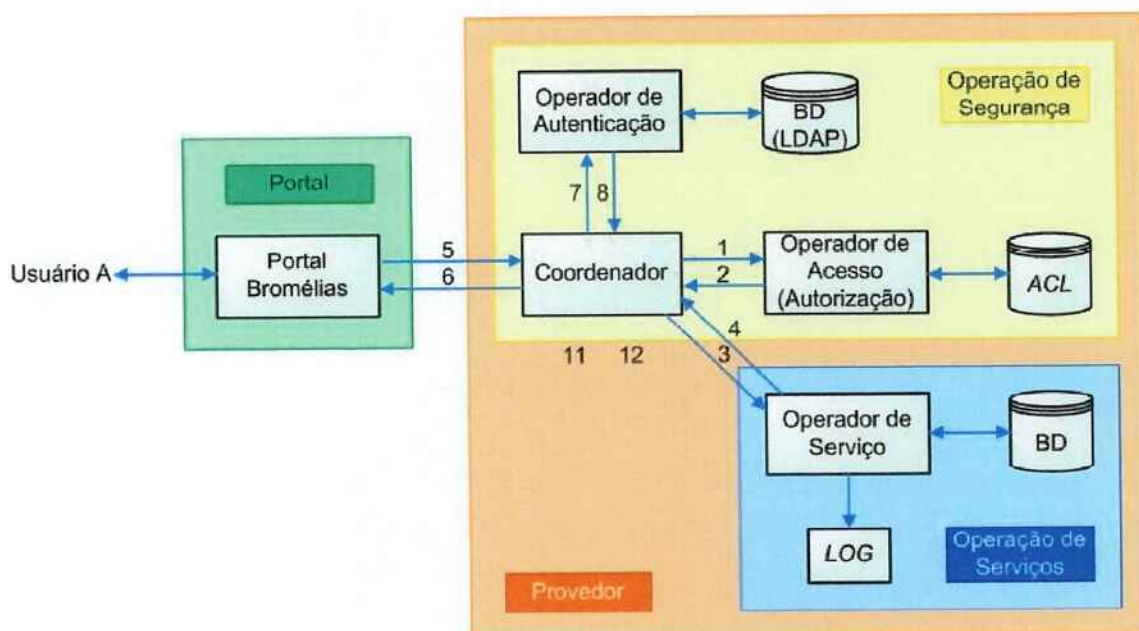 Operação de
Segurança
Operador de
Autenticação
BD
(LDAP)
Portal
7
8
Usuário A
Portal
Bromélias
5
6
Coordenador
1
2
Operador de
Acesso
(Autorização)
ACL
11
12
4
3
Operador de
Serviço
BD
LOG
Operação de
Serviços
Provedor